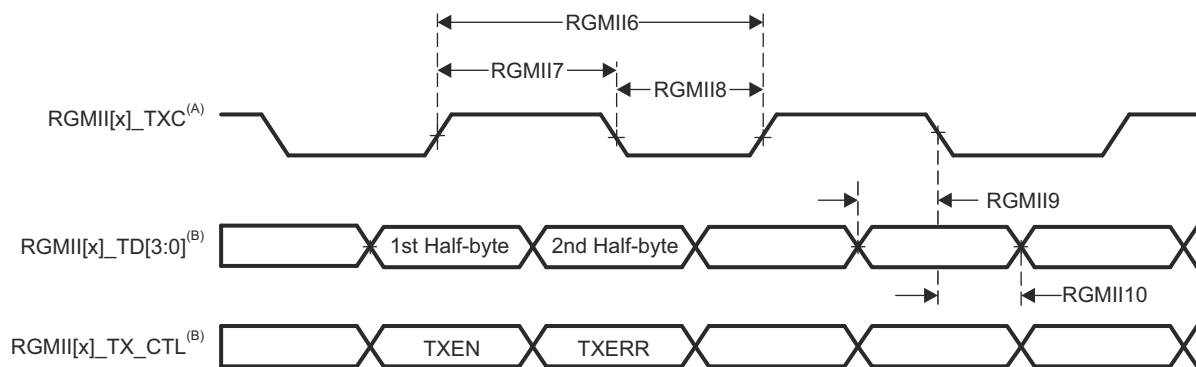 RGMII6
RGMII7
RGMII8
RGMII[x]_TXC(A)
RGMII9
RGMII[x]_TD[3:0](B)
1st Half-byte
2nd Half-byte
RGMII10
RGMII[x]_TX_CTL(B)
TXEN
TXERR